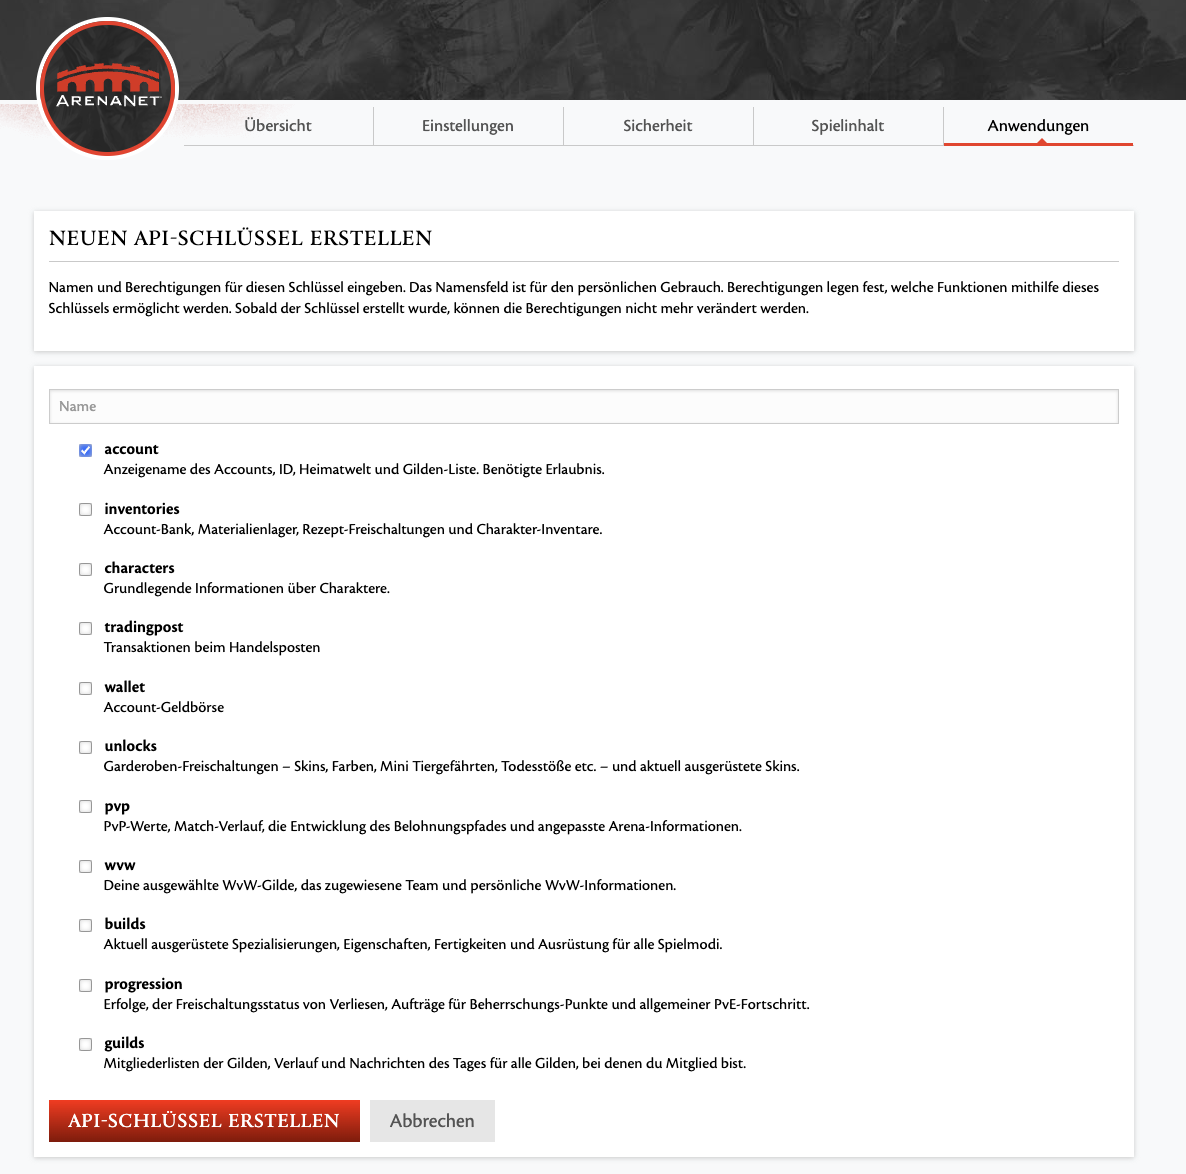 ARENANET
Übersicht
Einstellungen
Sicherheit
Spielinhalt
Anwendungen
NEUEN API-SCHLÜSSEL ERSTELLEN
Namen und Berechtigungen für diesen Schlüssel eingeben. Das Namensfeld ist für den persönlichen Gebrauch. Berechtigungen legen fest, welche Funktionen mithilfe dieses
Schlüssels ermöglicht werden. Sobald der Schlüssel erstellt wurde, können die Berechtigungen nicht mehr verändert werden.
Name
account
Anzeigename des Accounts, ID, Heimatwelt und Gilden-Liste. Benötigte Erlaubnis.
inventories
Account-Bank, Materialienlager, Rezept-Freischaltungen und Charakter-Inventare.
characters
Grundlegende Informationen über Charaktere.
tradingpost
Transaktionen beim Handelsposten
wallet
Account-Geldbörse
unlocks
Garderoben-Freischaltungen – Skins, Farben, Mini Tiergefährten, Todesstöße etc. – und aktuell ausgerüstete Skins.
pvp
PvP-Werte, Match-Verlauf, die Entwicklung des Belohnungspfades und angepasste Arena-Informationen.
wvw
Deine ausgewählte WvW-Gilde, das zugewiesene Team und persönliche WvW-Informationen.
builds
Aktuell ausgerüstete Spezialisierungen, Eigenschaften, Fertigkeiten und Ausrüstung für alle Spielmodi.
progression
Erfolge, der Freischaltungsstatus von Verliesen, Aufträge für Beherrschungs-Punkte und allgemeiner PvE-Fortschritt.
guilds
Mitgliederlisten der Gilden, Verlauf und Nachrichten des Tages für alle Gilden, bei denen du Mitglied bist.
API-SCHLÜSSEL ERSTELLEN
Abbrechen